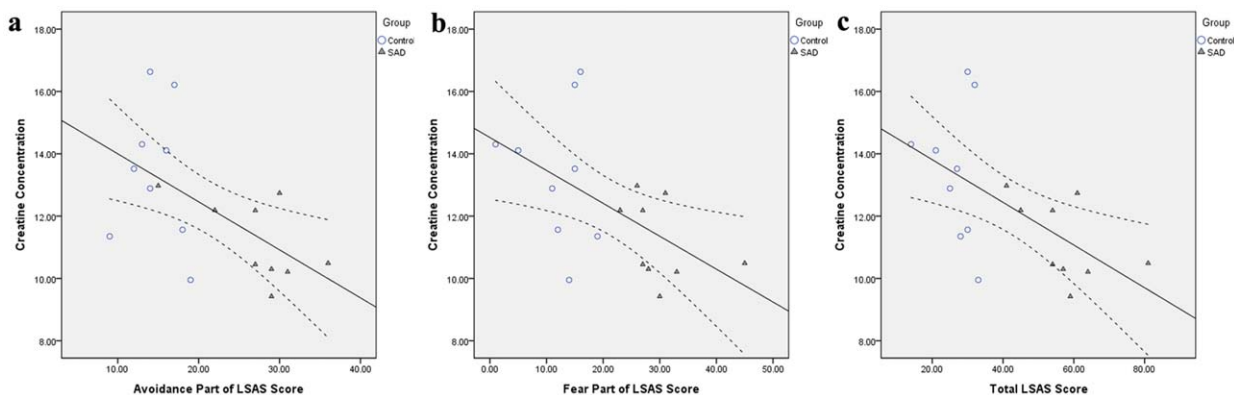 a
Group
Control
SAD
18.00
16.00
14.00
12.00
10.00
8.00
Creatine Concentration
10.00 20.00 30.00 40.00
Avoidance Part of LSAS Score
b
Group
Control
SAD
18.00
16.00
14.00
12.00
10.00
8.00
Creatine Concentration
0.00 10.00 20.00 30.00 40.00 50.00
Fear Part of LSAS Score
c
Group
Control
SAD
18.00
16.00
14.00
12.00
10.00
8.00
Creatine Concentration
20.00 40.00 60.00 80.00
Total LSAS Score